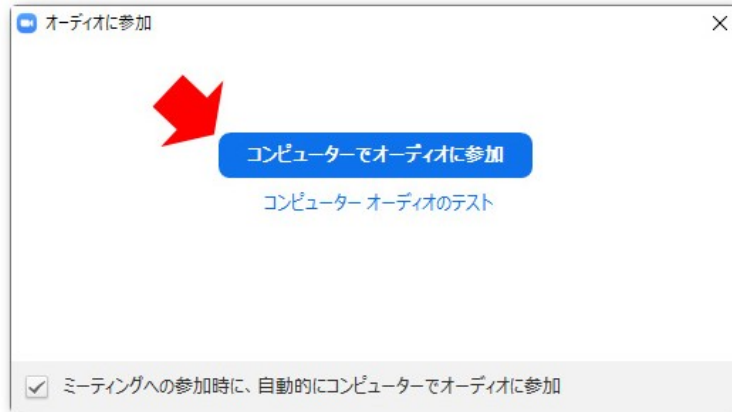 オーディオに参加
コンピューターでオーディオに参加
コンピューター オーディオのテスト
ミーティングへの参加時に、自動的にコンピューターでオーディオに参加